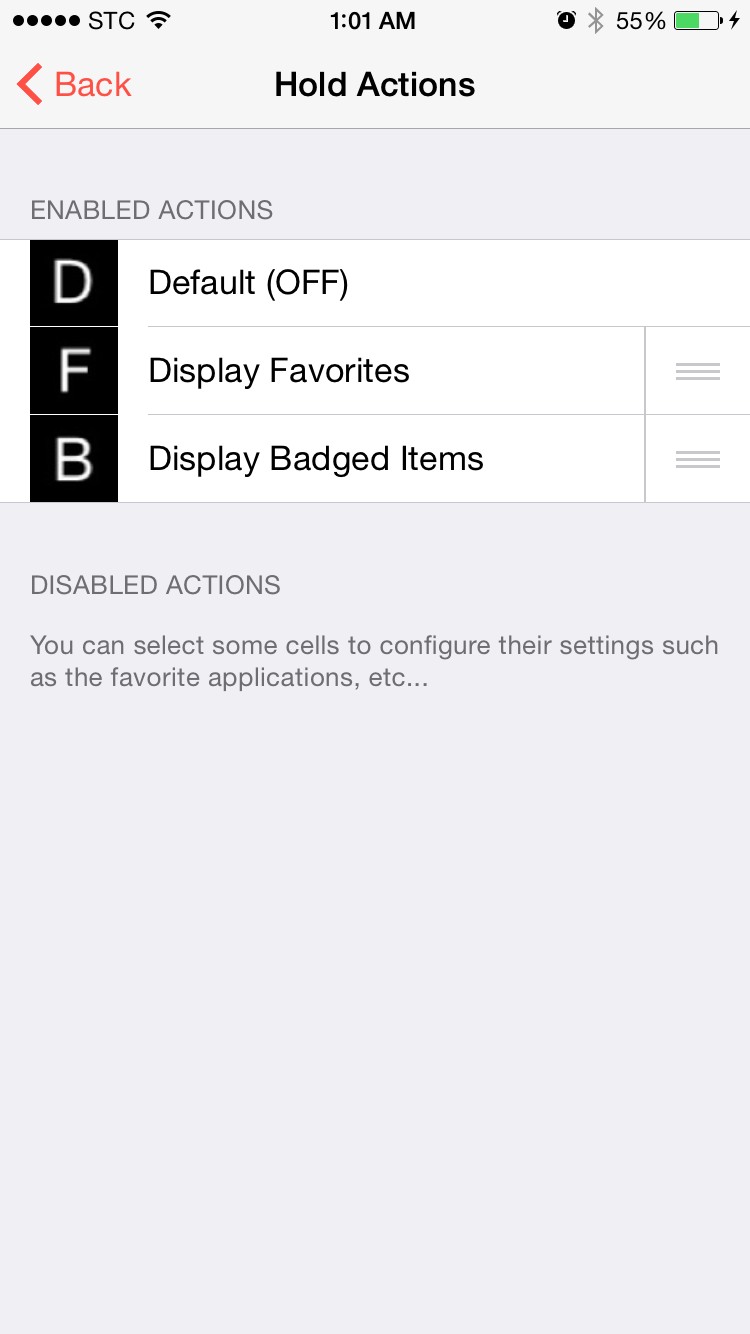 STC 1:01 AM 55%
Back Hold Actions
ENABLED ACTIONS
D Default (OFF)
F Display Favorites
B Display Badged Items
DISABLED ACTIONS
You can select some cells to configure their settings such
as the favorite applications, etc...